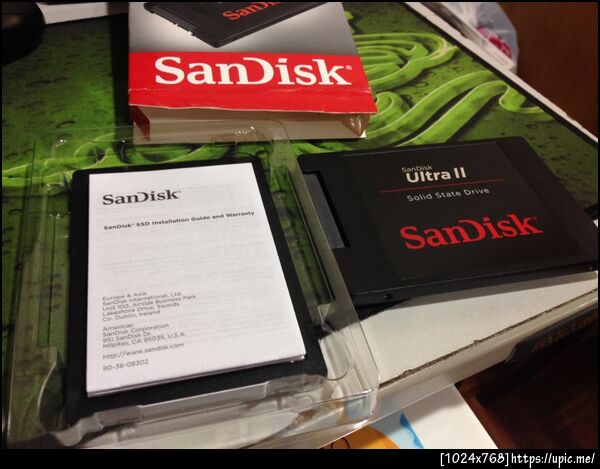 SanDisk®
SanDisk®
SanDisk® SSD Installation Guide and Warranty
Europe & Asia:
SanDisk International, Ltd.
Unit 100, Airside Business Park
Lakeshore Drive, Swords
Co. Dublin, Ireland
Americas:
SanDisk Corporation
951 SanDisk Dr.
Milpitas, CA 95035, U.S.A.
http://www.sandisk.com
80-36-08302
SanDisk
Ultra II
Solid State Drive
SanDisk®
[1024x768]https://upic.me/